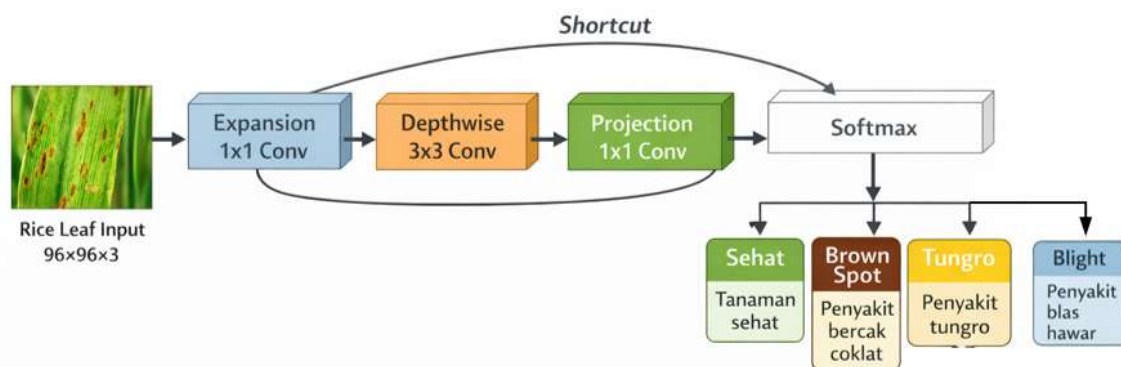 Shortcut
Expansion
1x1 Conv
Depthwise
3x3 Conv
Projection
1x1 Conv
Softmax
Rice Leaf Input
96×96×3
Sehat
Tanaman
sehat
Brown
Spot
Penyakit
bercak
coklat
Tungro
Penyakit
tungro
Blight
Penyakit
blas
hawar